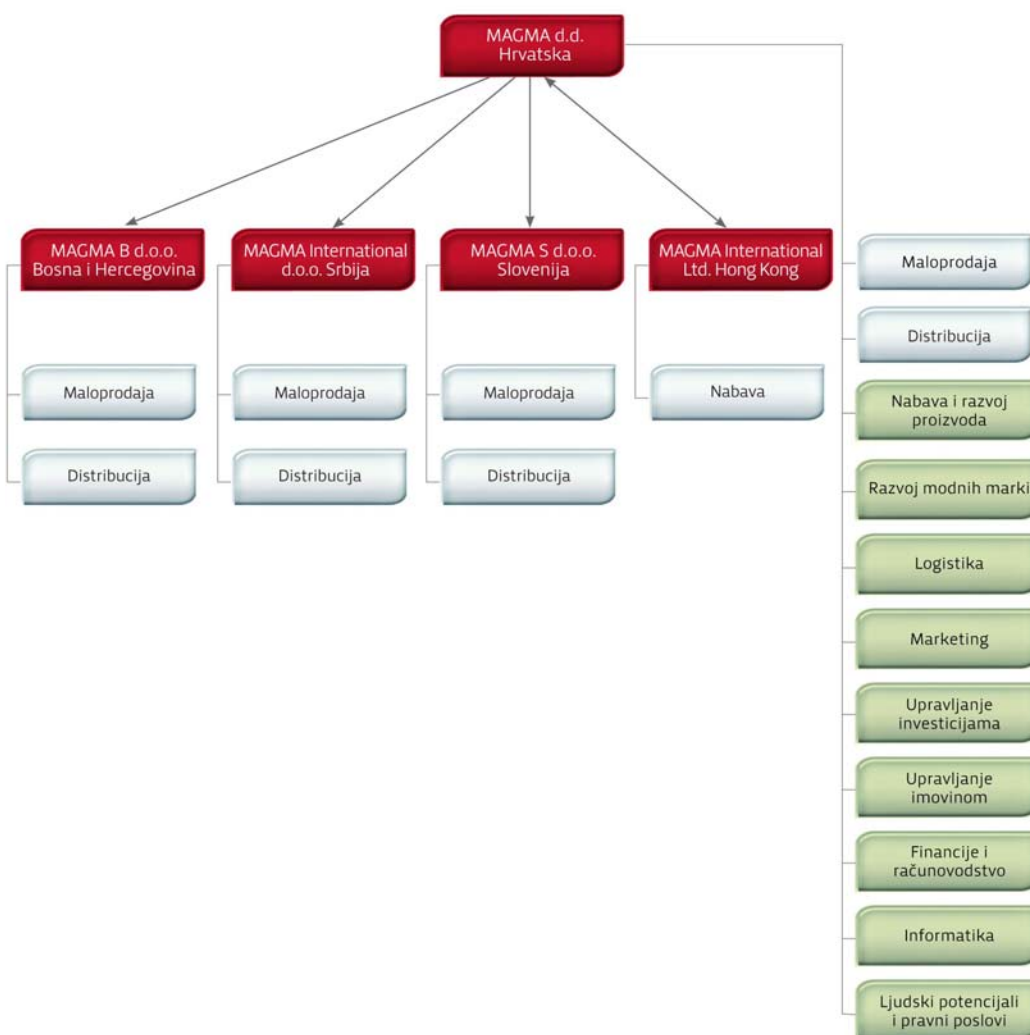 MAGMA d.d.
Hrvatska
MAGMA B d.o.o.
Bosna i Hercegovina
MAGMA International
d.o.o. Srbija
MAGMA S d.o.o.
Slovenija
MAGMA International
Ltd. Hong Kong
Maloprodaja
Distribucija
Maloprodaja
Distribucija
Maloprodaja
Distribucija
Nabava
Maloprodaja
Distribucija
Nabava i razvoj
proizvoda
Razvoj modnih marki
Logistika
Marketing
Upravljanje
investicijama
Upravljanje
imovinom
Financije i
računovodstvo
Informatika
Ljudski potencijali
i pravni poslovi